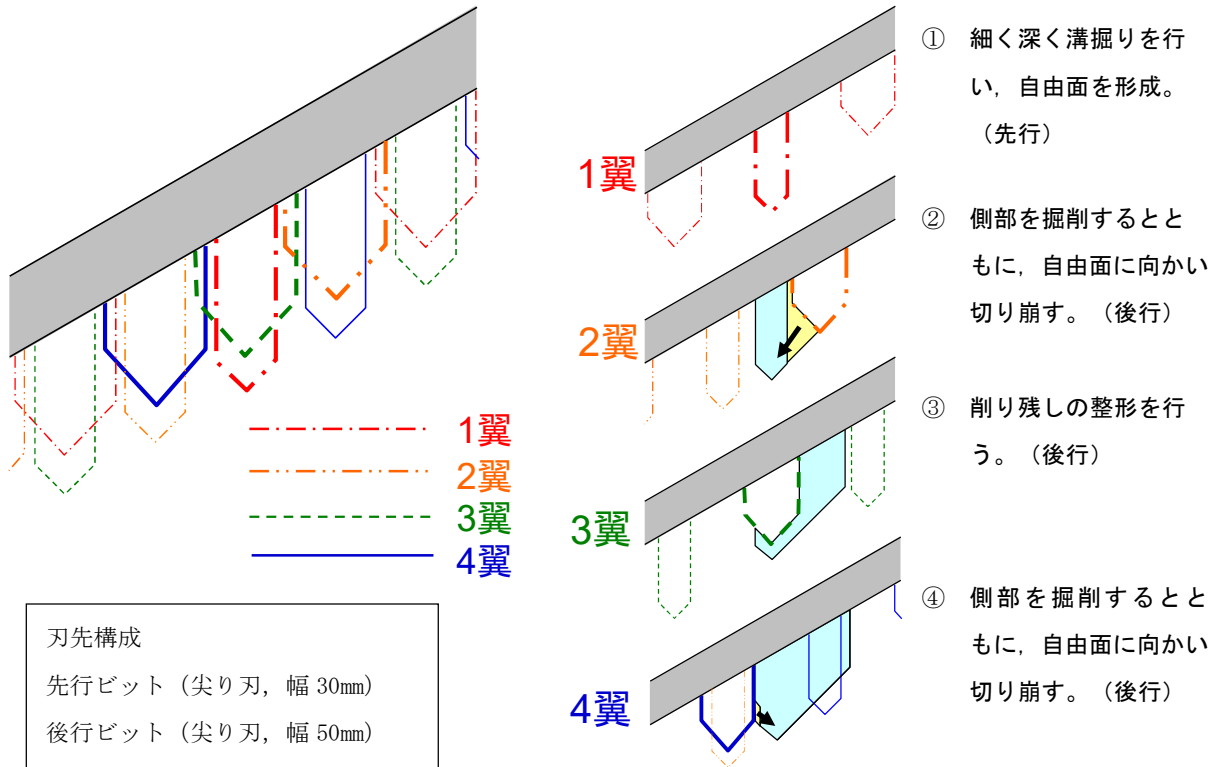 ① 細く深く溝掘りを行
い，自由面を形成。
（先行）
1翼
② 側部を掘削するとと
もに，自由面に向かい
切り崩す。（後行）
2翼
③ 削り残しの整形を行
う。（後行）
3翼
④ 側部を掘削するとと
もに，自由面に向かい
切り崩す。（後行）
4翼
1翼
2翼
3翼
4翼
刃先構成
先行ビット（尖り刃，幅 30㎜）
後行ビット（尖り刃，幅 50㎜）